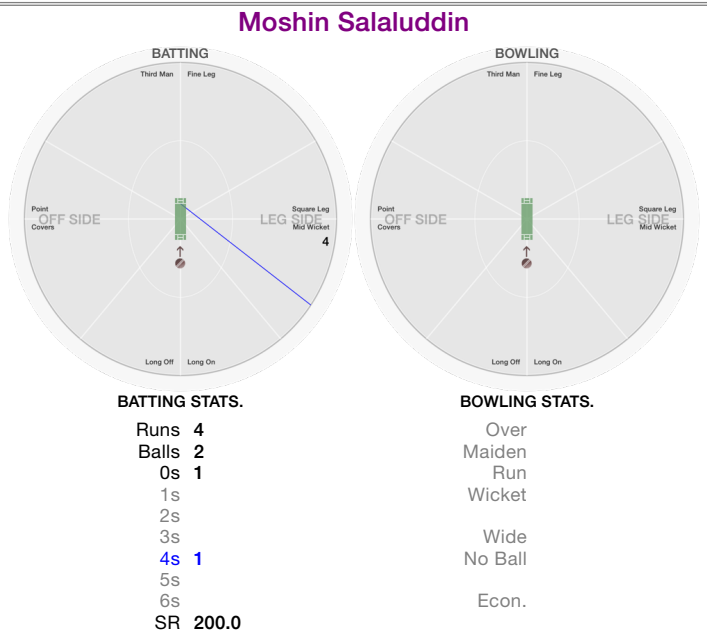 Moshin Salaluddin
BATTING
Third Man Fine Leg
Point
OFF SIDE
Covers
Square Leg
LEG SIDE
Mid Wicket
4
Long Off Long On
BOWLING
Third Man Fine Leg
Point
OFF SIDE
Covers
Square Leg
LEG SIDE
Mid Wicket
Long Off Long On
BATTING STATS.
Runs 4
Balls 2
0s 1
1s
2s
3s
4s 1
5s
6s
SR 200.0
BOWLING STATS.
Over
Maiden
Run
Wicket
Wide
No Ball
Econ.